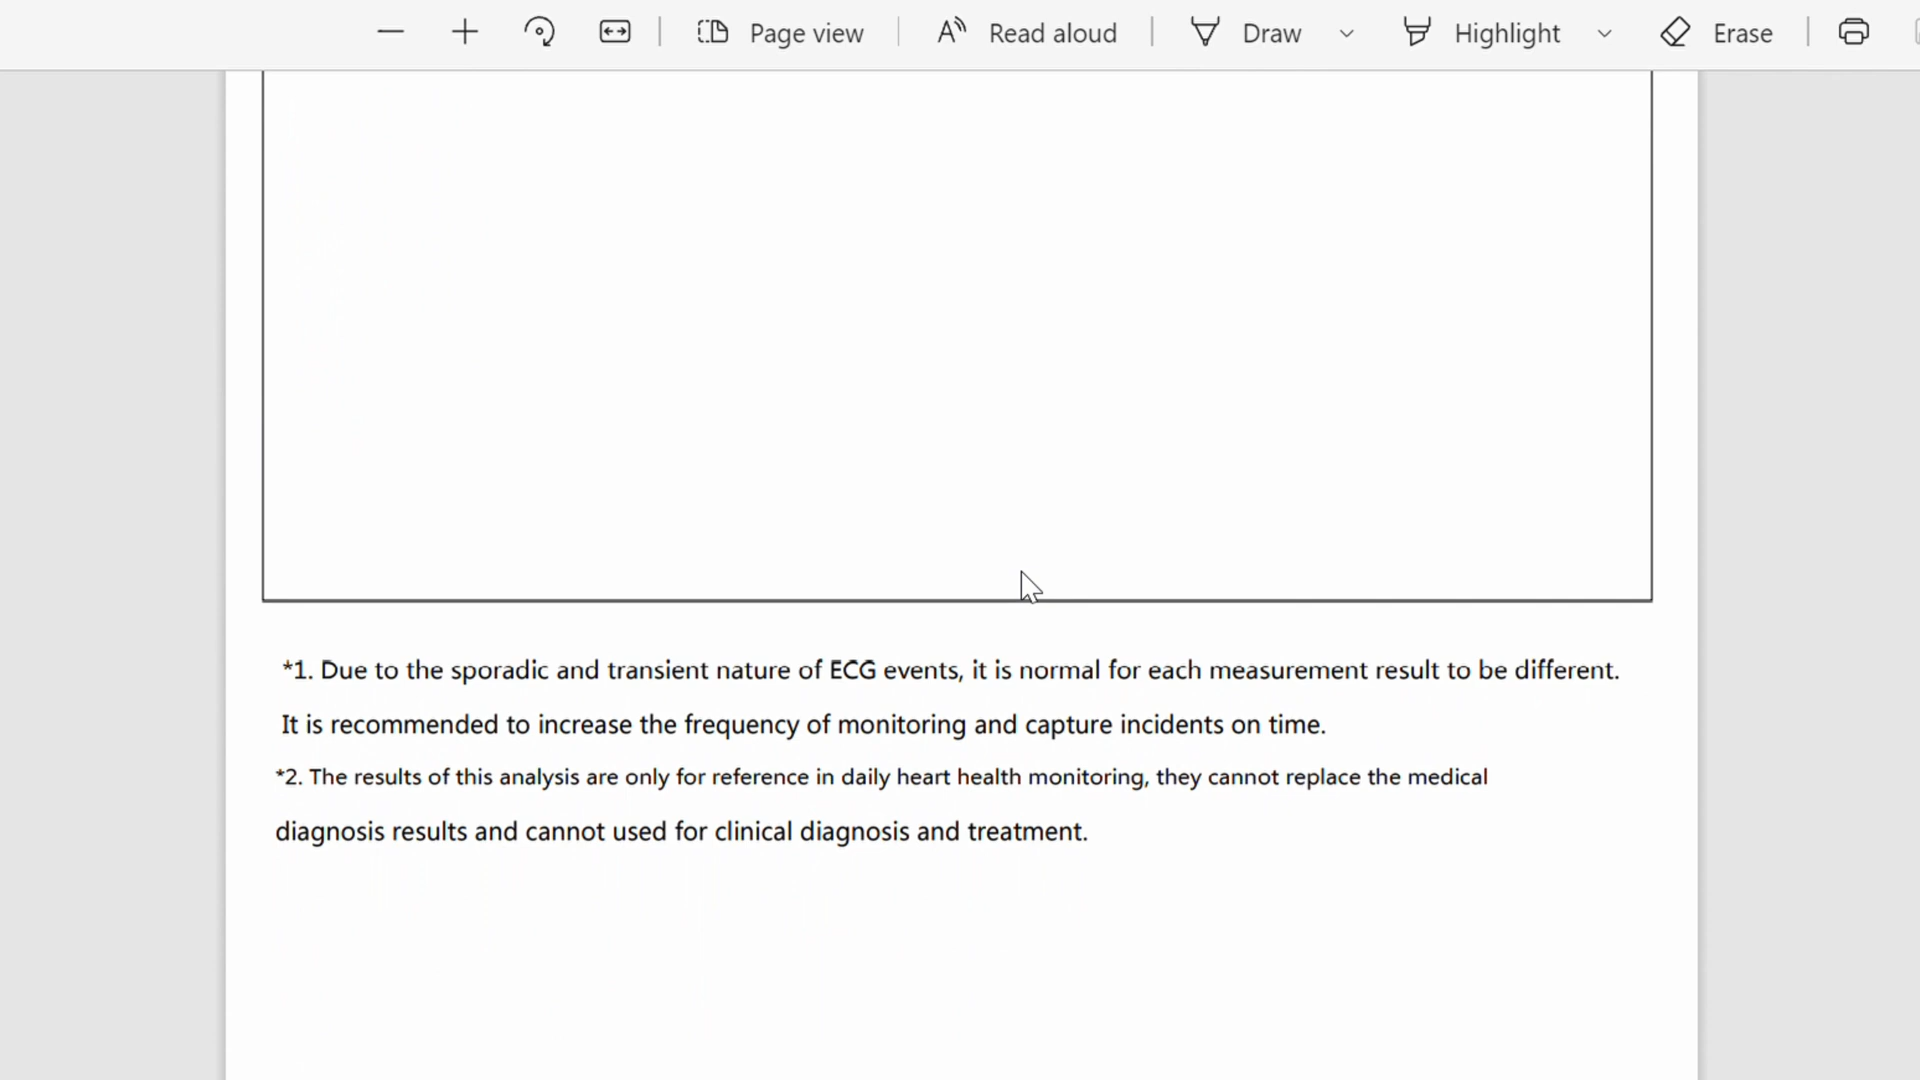 Page view
Read aloud
Draw
Highlight
Erase
*1. Due to the sporadic and transient nature of ECG events, it is normal for each measurement result to be different.
It is recommended to increase the frequency of monitoring and capture incidents on time.
*2. The results of this analysis are only for reference in daily heart health monitoring, they cannot replace the medical
diagnosis results and cannot used for clinical diagnosis and treatment.